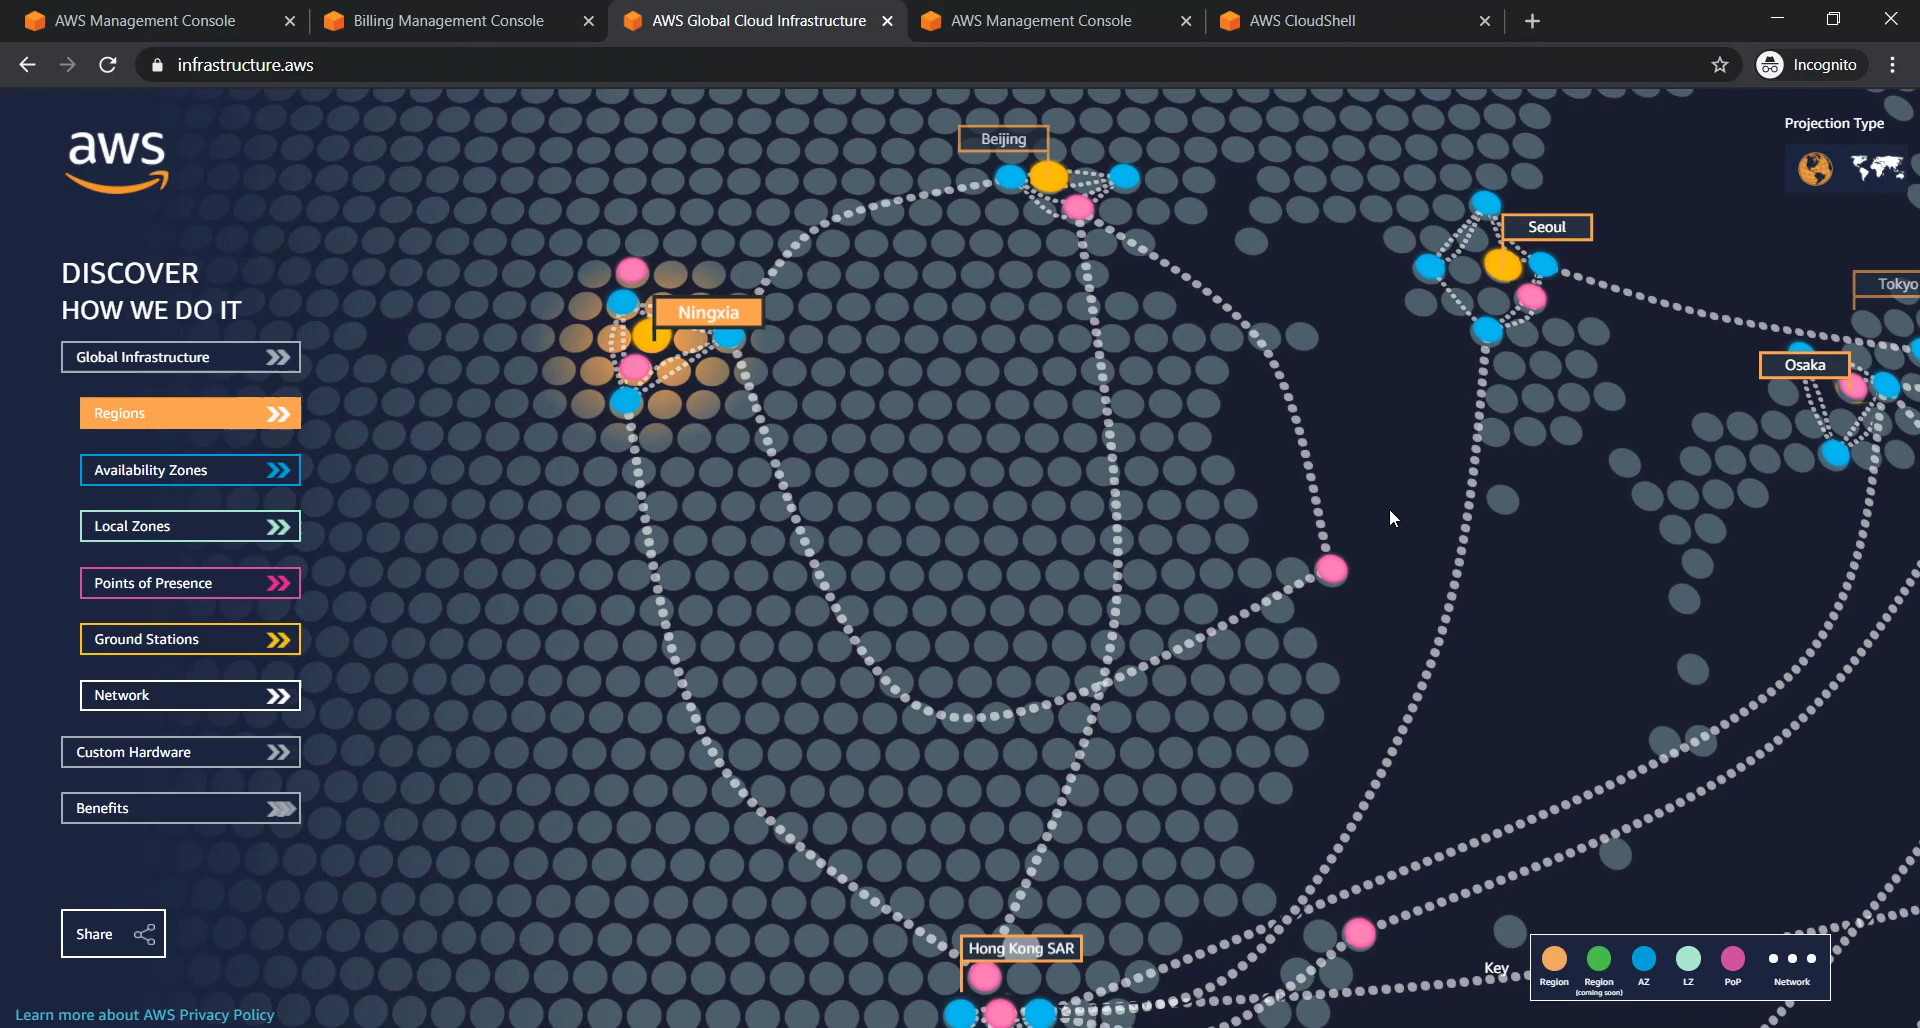 AWS Management Console
Billing Management Console
AWS Global Cloud Infrastructure
AWS Management Console
AWS CloudShell
infrastructure.aws
Incognito
aws
Projection Type
DISCOVER
HOW WE DO IT
Global Infrastructure
Regions
Availability Zones
Local Zones
Points of Presence
Ground Stations
Network
Custom Hardware
Benefits
Share
Learn more about AWS Privacy Policy
Beijing
Seoul
Tokyo
Ningxia
Osaka
Hong Kong SAR
Key
Region
Region
(coming soon)
AZ
LZ
PoP
Network